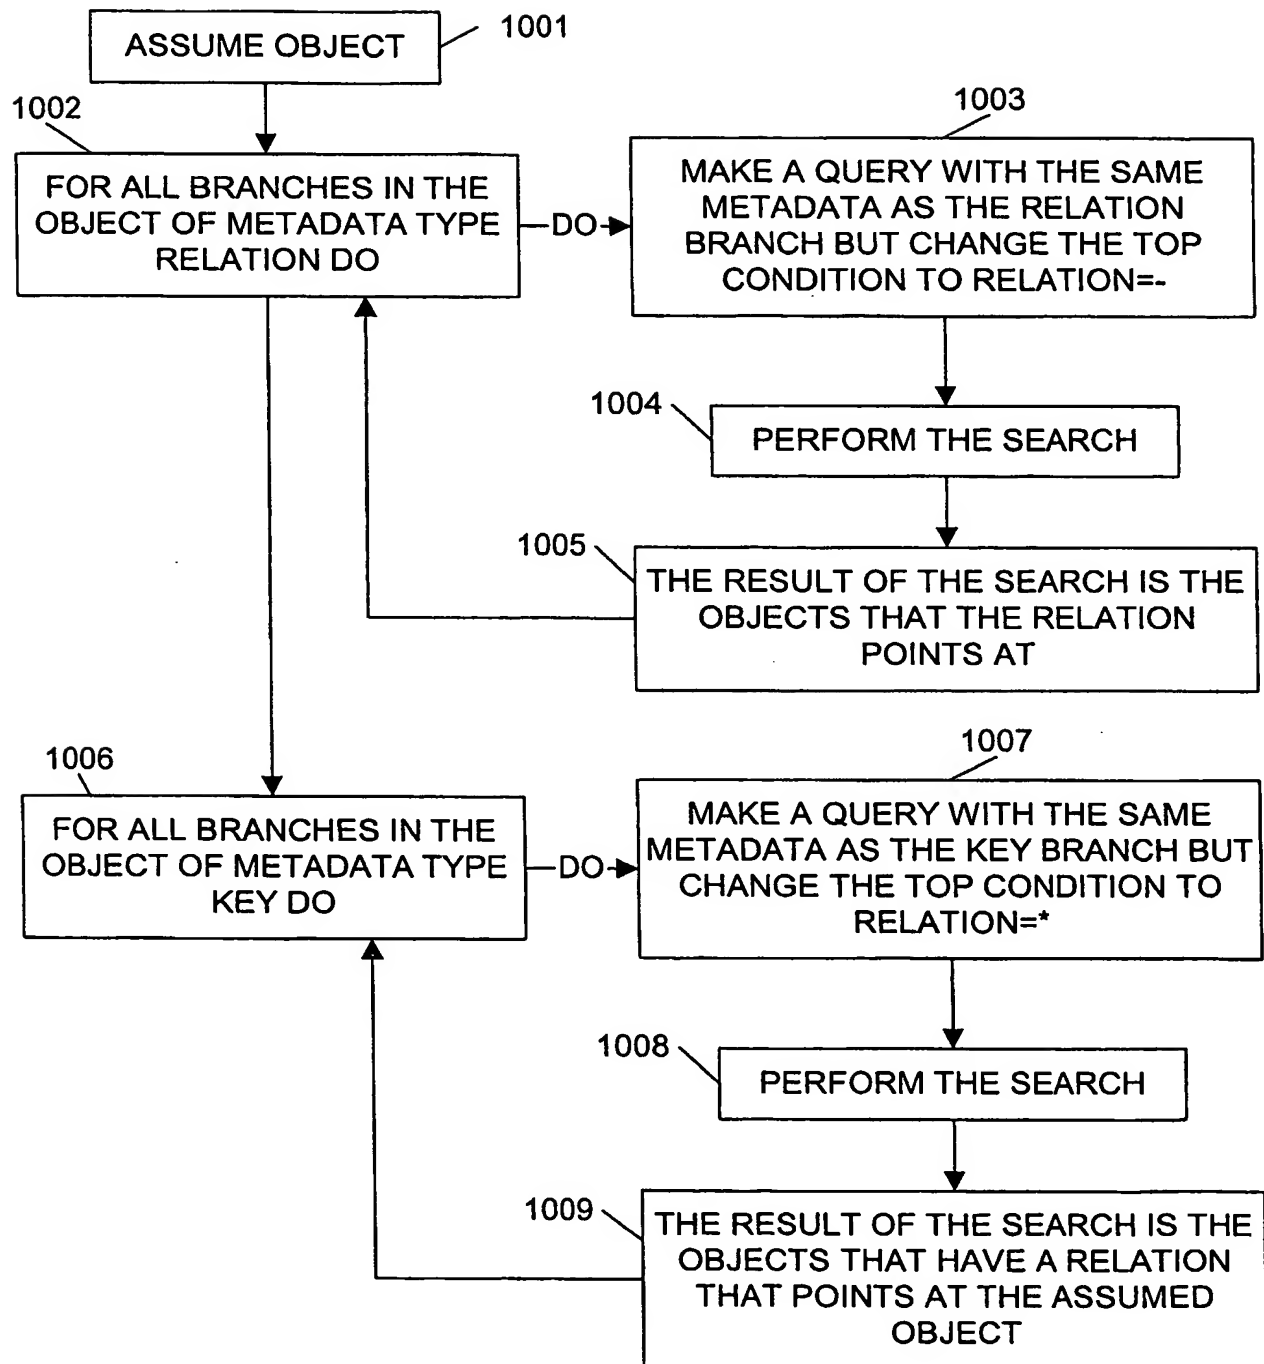 ASSUME OBJECT
1001
1002
FOR ALL BRANCHES IN THE
OBJECT OF METADATA TYPE
RELATION DO
DO
1003
MAKE A QUERY WITH THE SAME
METADATA AS THE RELATION
BRANCH BUT CHANGE THE TOP
CONDITION TO RELATION=-
1004
PERFORM THE SEARCH
1005
THE RESULT OF THE SEARCH IS THE
OBJECTS THAT THE RELATION
POINTS AT
1006
FOR ALL BRANCHES IN THE
OBJECT OF METADATA TYPE
KEY DO
DO
1007
MAKE A QUERY WITH THE SAME
METADATA AS THE KEY BRANCH BUT
CHANGE THE TOP CONDITION TO
RELATION=*
1008
PERFORM THE SEARCH
1009
THE RESULT OF THE SEARCH IS THE
OBJECTS THAT HAVE A RELATION
THAT POINTS AT THE ASSUMED
OBJECT